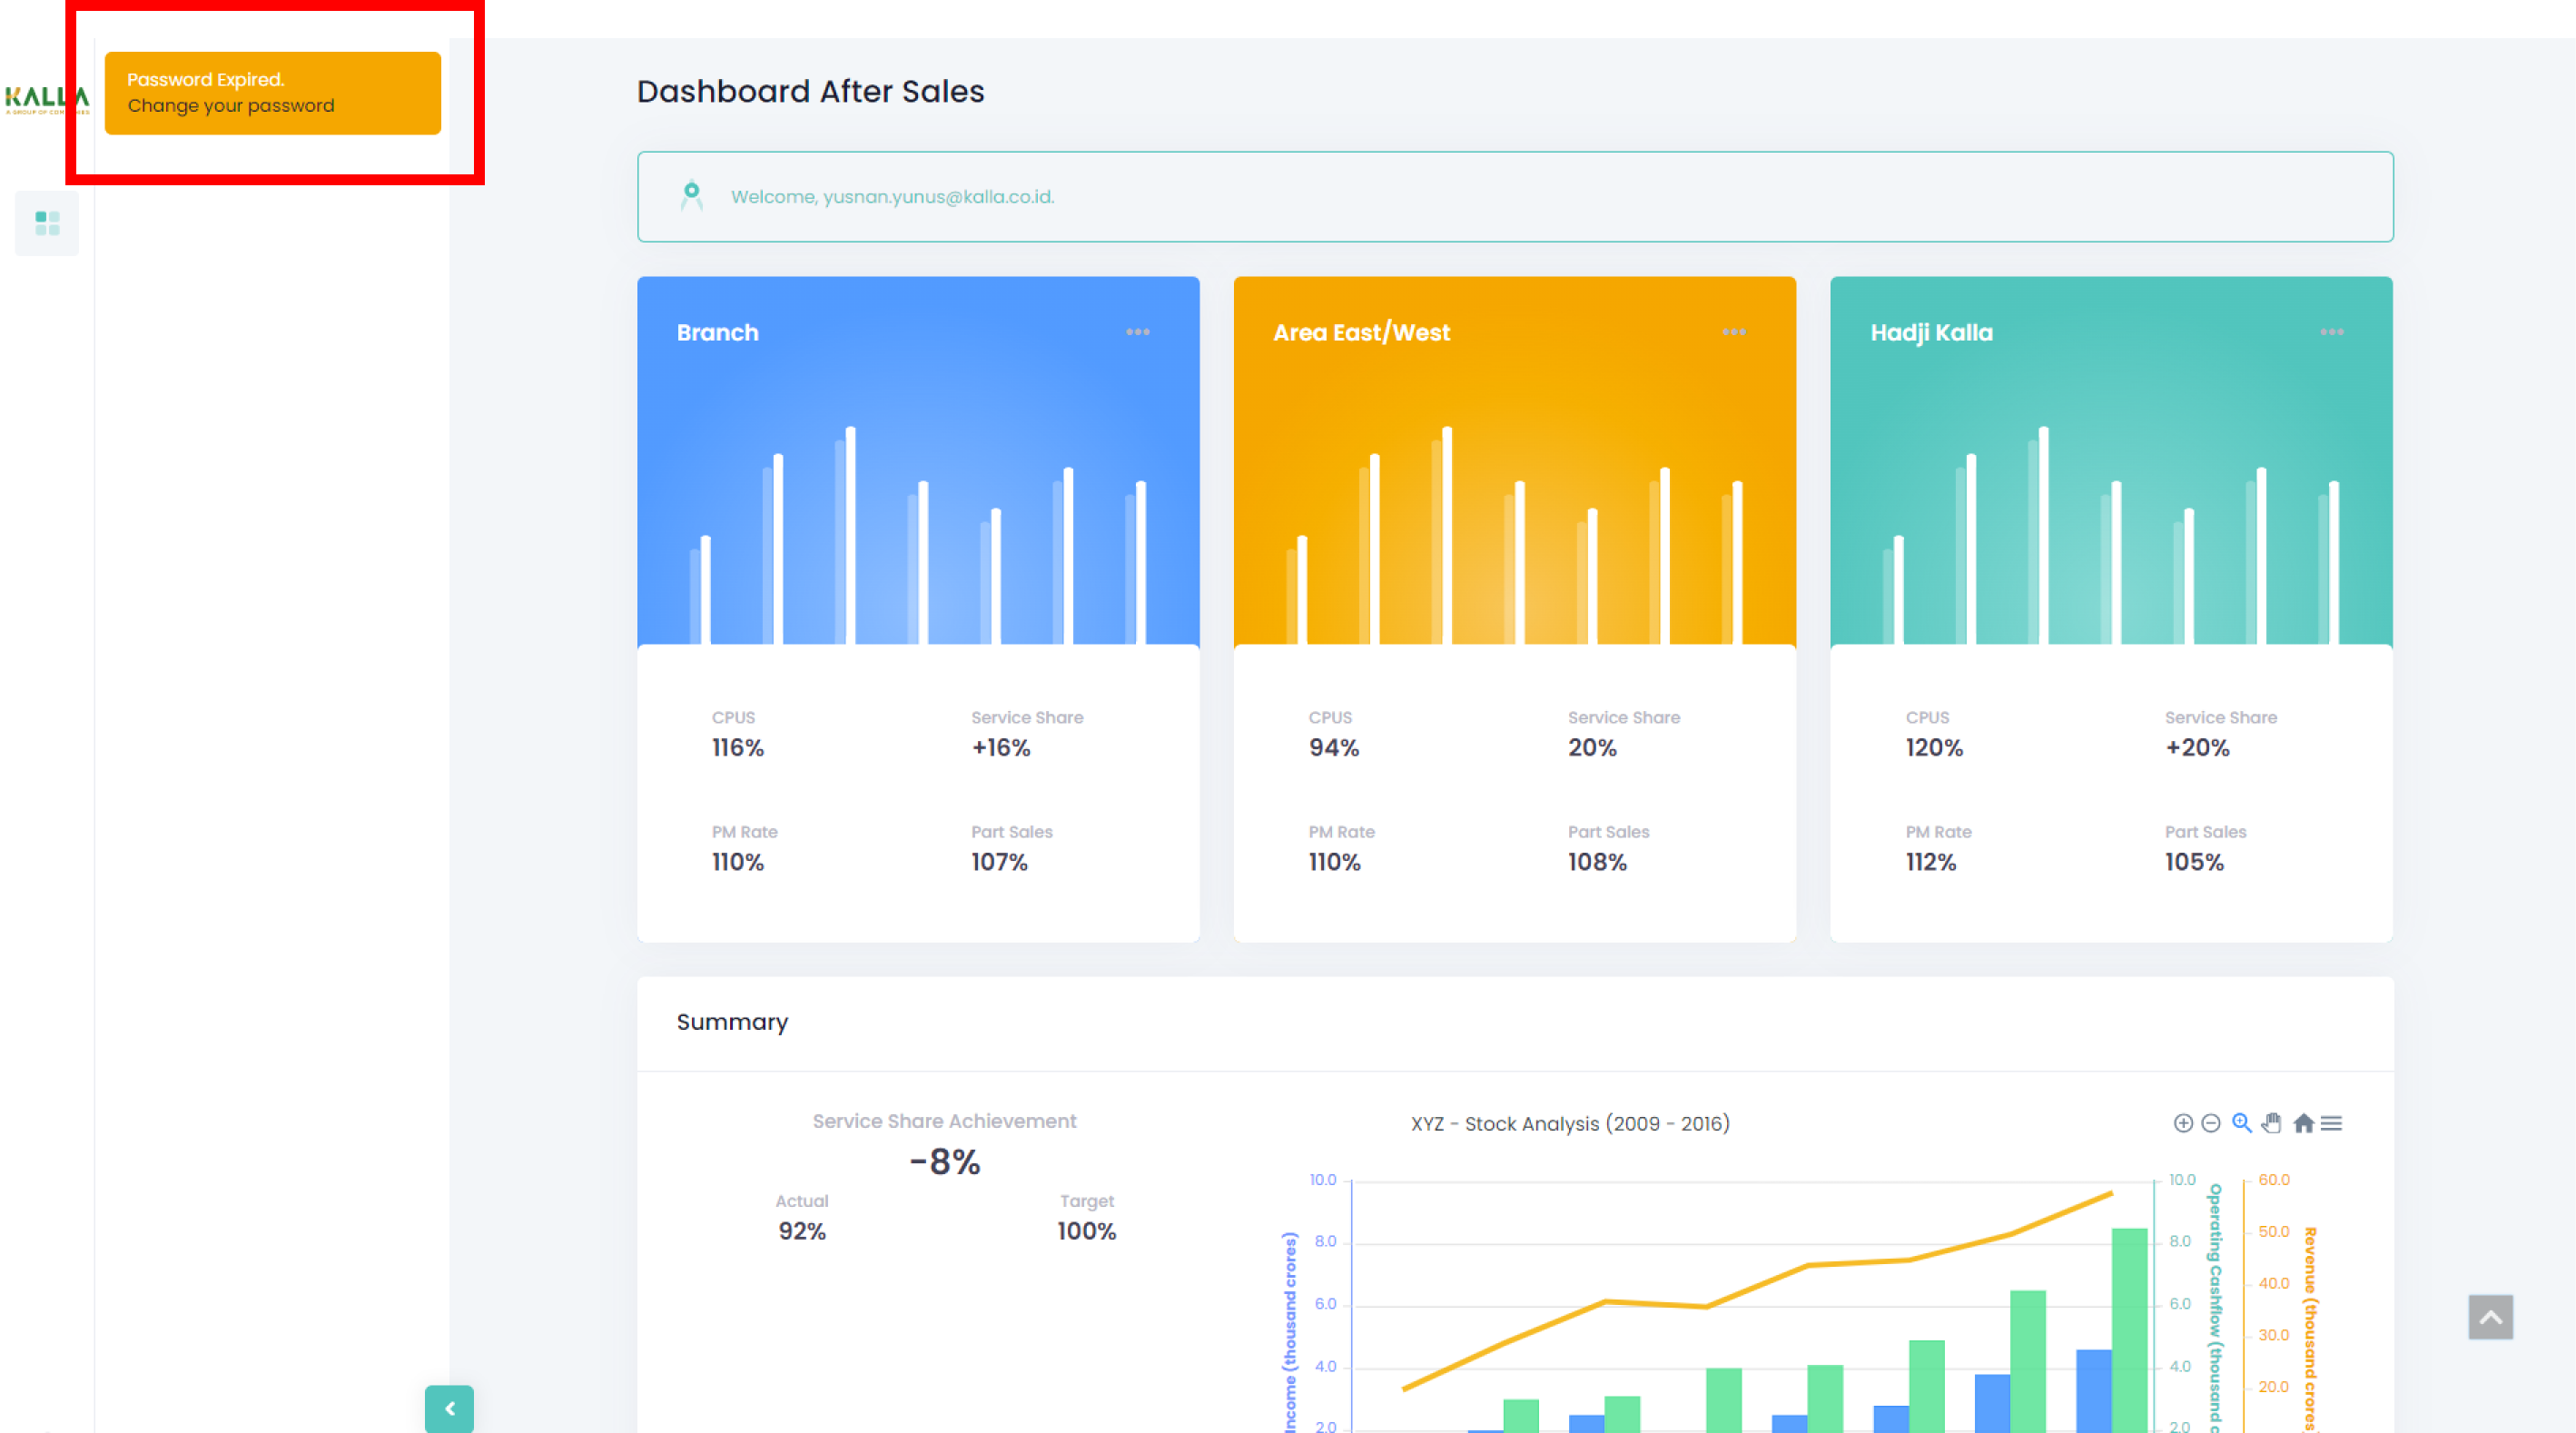 Password Expired.
Change your password
KALLA
Dashboard After Sales
Welcome, yusnan.yunus@kalla.co.id.
Branch
CPUS
Service Share
116%
+16%
PM Rate
Part Sales
110%
107%
Area East/West
CPUS
Service Share
94%
20%
PM Rate
Part Sales
110%
108%
Hadji Kalla
CPUS
Service Share
120%
+20%
PM Rate
Part Sales
112%
105%
Summary
Service Share Achievement
-8%
Actual
Target
92%
100%
XYZ - Stock Analysis (2009 - 2016)
10.0
8.0
6.0
4.0
2.0
Income (thousand crores)
10.0
8.0
6.0
4.0
2.0
Operating Cashflow (thousand c
60.0
50.0
40.0
30.0
20.0
Revenue (thousand crores